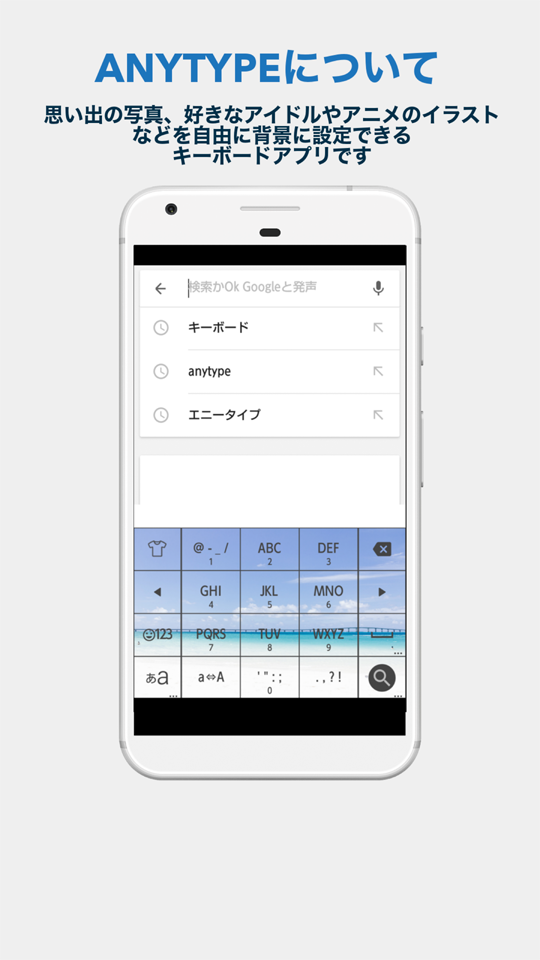 ANYTYPEについて
思い出の写真、好きなアイドルやアニメのイラスト
などを自由に背景に設定できる
キーボードアプリです
検索かOk Googleと発声
キーボード
anytype
エニータイプ
@ - _ / ABC DEF
1 2 3
GHI JKL MNO
4 5 6
123 PQRS TUV WXYZ
7 8 9
あa a⇔A ' " : ; . , ? !
0